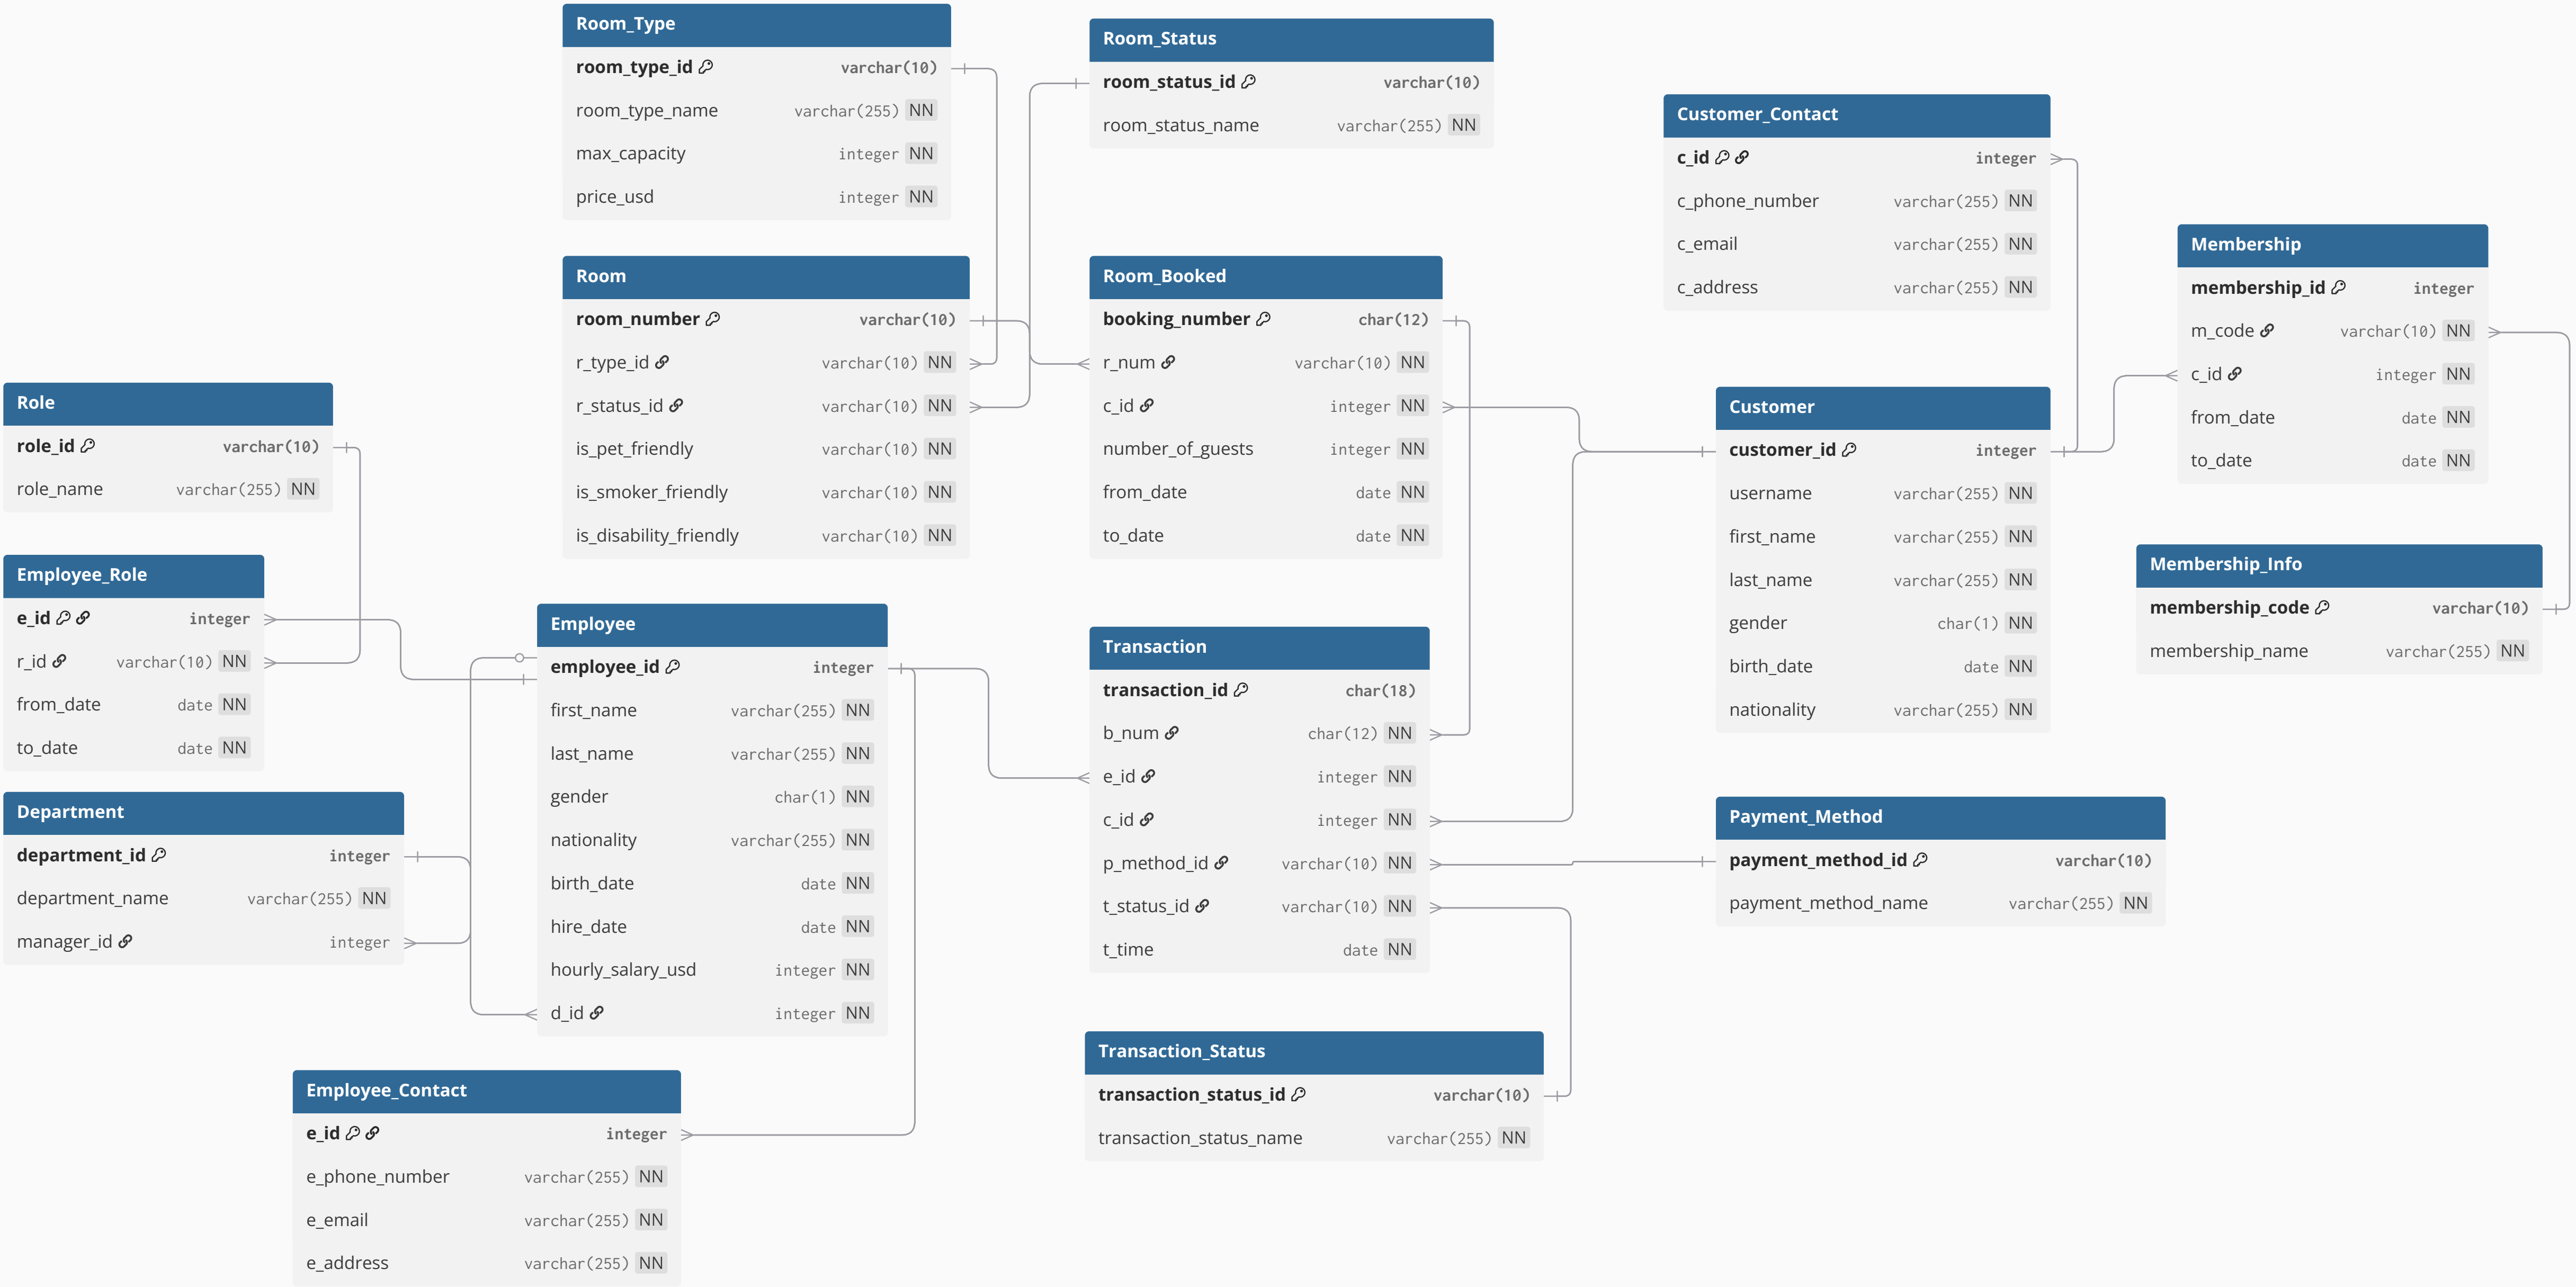 Room_Type
room_type_id varchar(10)
room_type_name varchar(255) NN
max_capacity integer NN
price_usd integer NN
Room_Status
room_status_id varchar(10)
room_status_name varchar(255) NN
Customer_Contact
c_id integer
c_phone_number varchar(255) NN
c_email varchar(255) NN
c_address varchar(255) NN
Membership
membership_id integer
m_code varchar(10) NN
c_id integer NN
from_date date NN
to_date date NN
Room
room_number varchar(10)
r_type_id varchar(10) NN
r_status_id varchar(10) NN
is_pet_friendly varchar(10) NN
is_smoker_friendly varchar(10) NN
is_disability_friendly varchar(10) NN
Room_Booked
booking_number char(12)
r_num varchar(10) NN
c_id integer NN
number_of_guests integer NN
from_date date NN
to_date date NN
Role
role_id varchar(10)
role_name varchar(255) NN
Customer
customer_id integer
username varchar(255) NN
first_name varchar(255) NN
last_name varchar(255) NN
gender char(1) NN
birth_date date NN
nationality varchar(255) NN
Membership_Info
membership_code varchar(10)
membership_name varchar(255) NN
Employee_Role
e_id integer
r_id varchar(10) NN
from_date date NN
to_date date NN
Employee
employee_id integer
first_name varchar(255) NN
last_name varchar(255) NN
gender char(1) NN
nationality varchar(255) NN
birth_date date NN
hire_date date NN
hourly_salary_usd integer NN
d_id integer NN
Transaction
transaction_id char(18)
b_num char(12) NN
e_id integer NN
c_id integer NN
p_method_id varchar(10) NN
t_status_id varchar(10) NN
t_time date NN
Department
department_id integer
department_name varchar(255) NN
manager_id integer
Payment_Method
payment_method_id varchar(10)
payment_method_name varchar(255) NN
Transaction_Status
transaction_status_id varchar(10)
transaction_status_name varchar(255) NN
Employee_Contact
e_id integer
e_phone_number varchar(255) NN
e_email varchar(255) NN
e_address varchar(255) NN